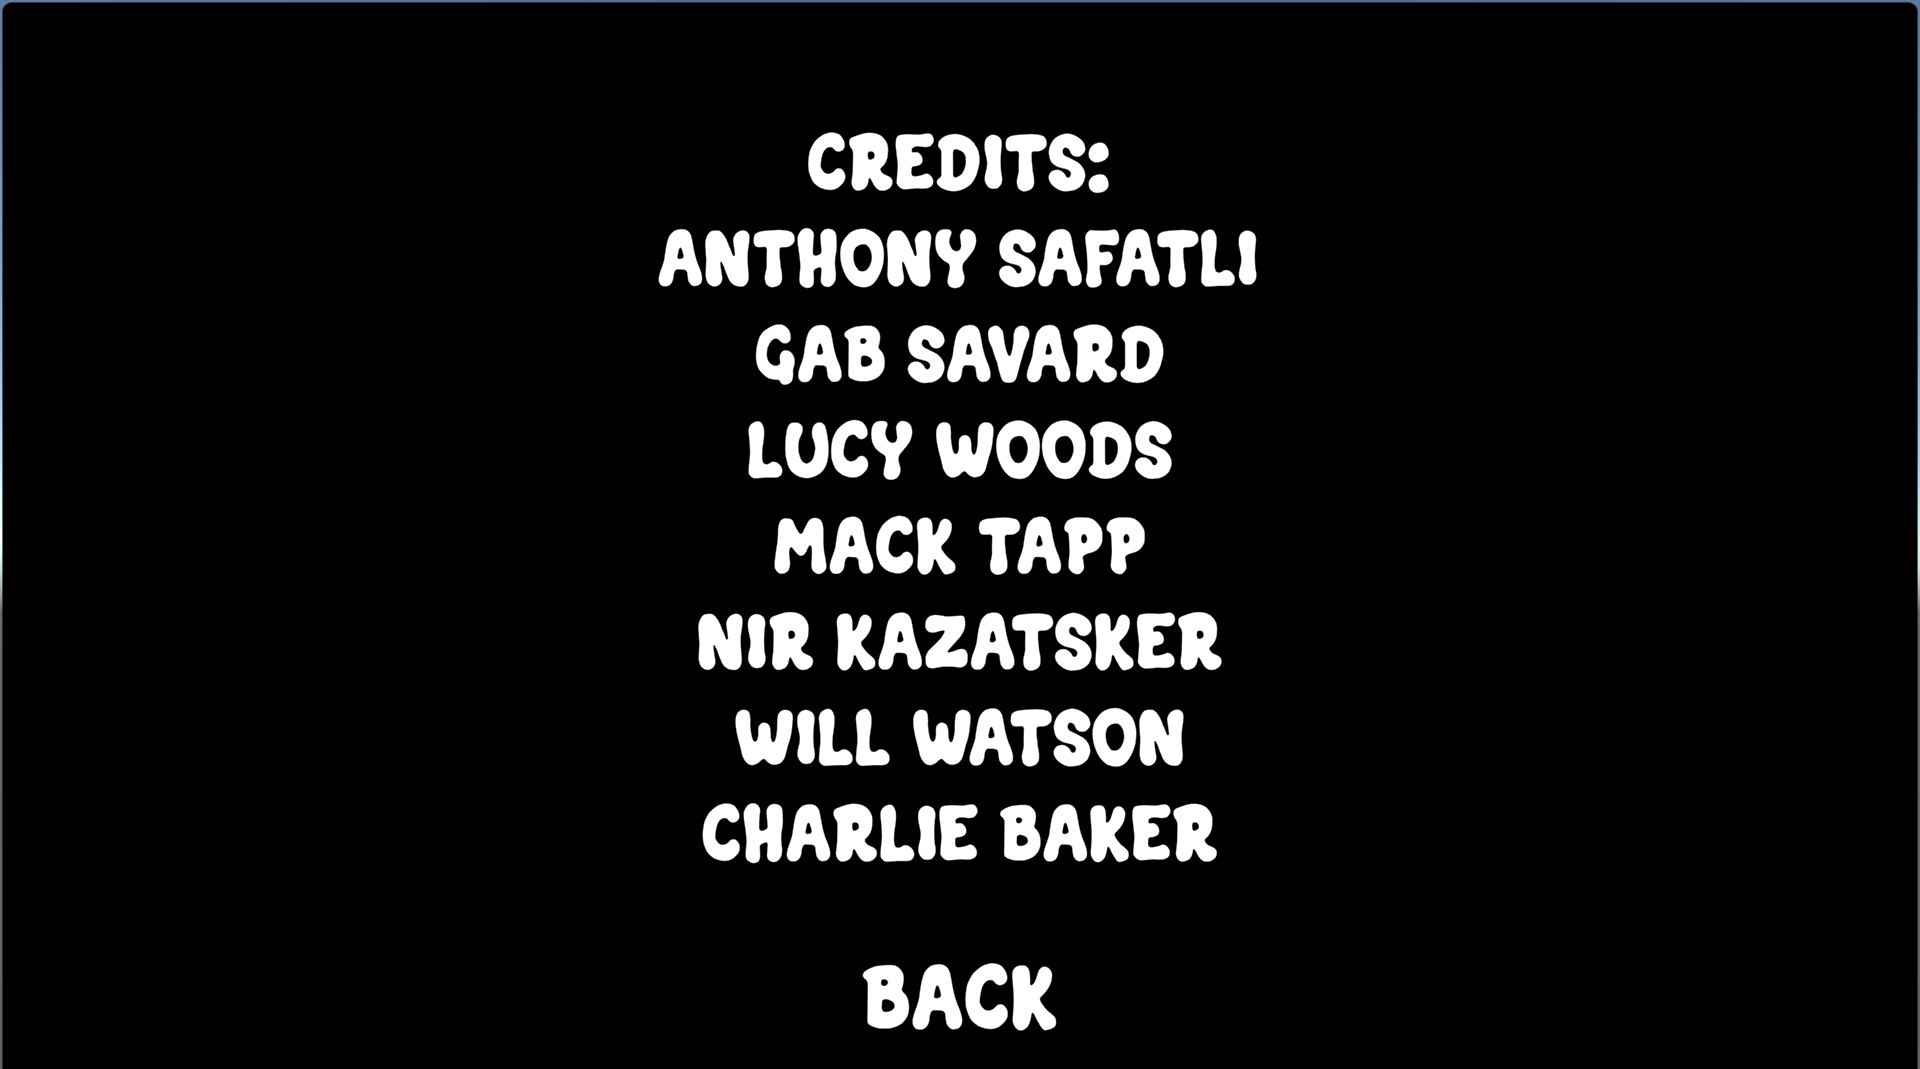 CREDITS:
ANTHONY SAFATLI
GAB SAVARD
LUCY WOODS
MACK TAPP
NIR KAZATSKER
WILL WATSON
CHARLIE BAKER
BACK